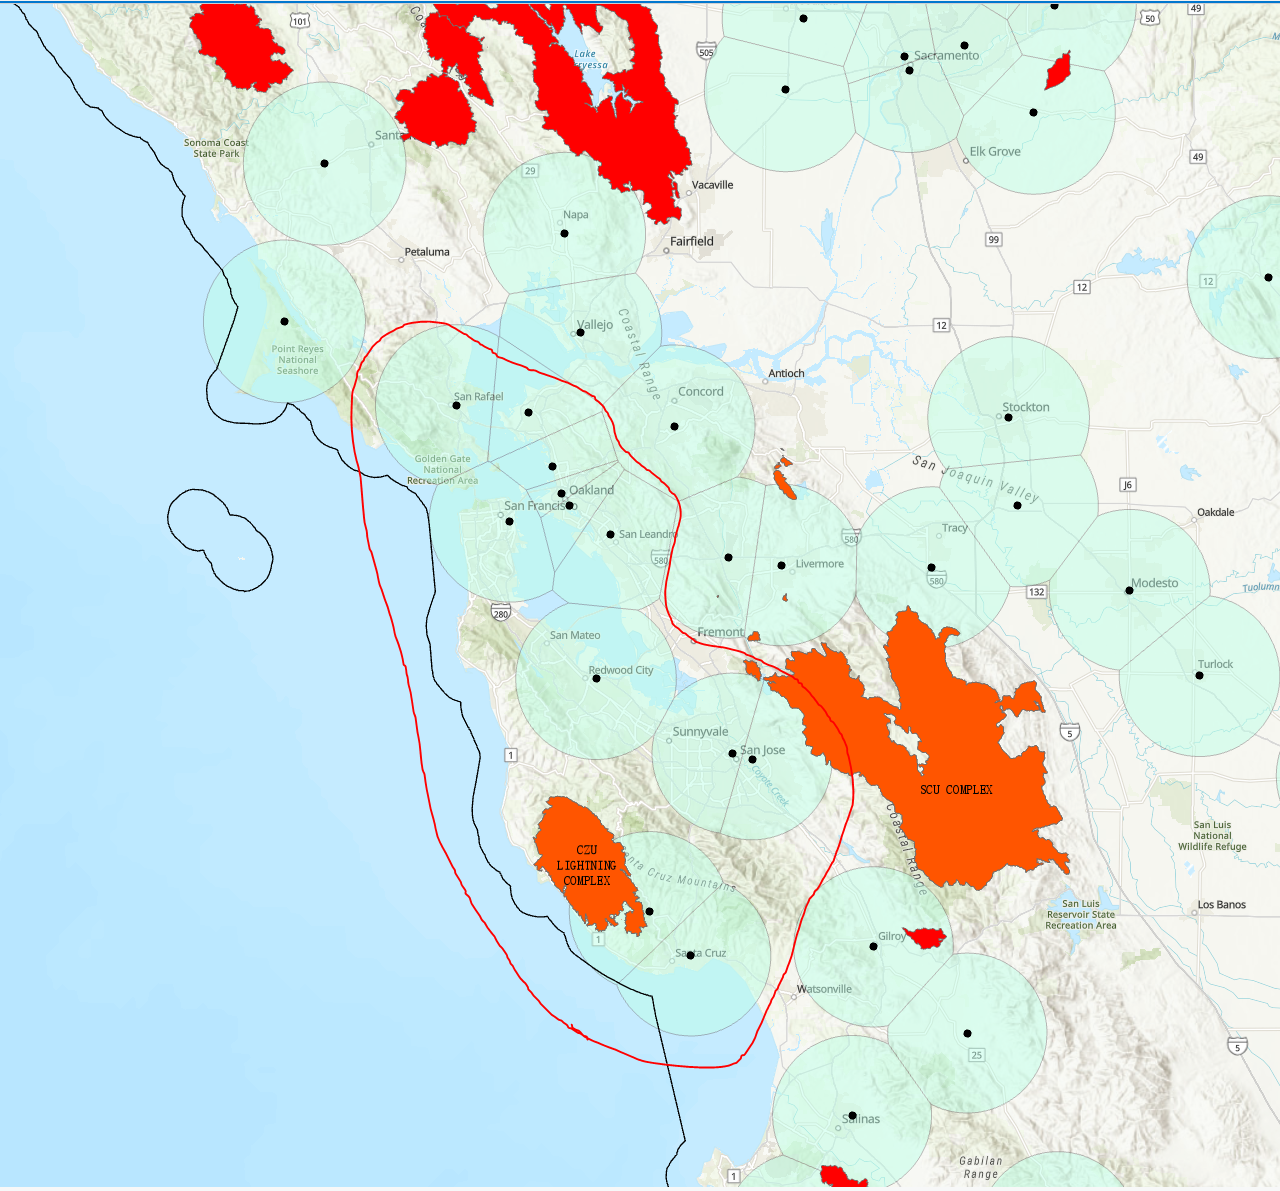 101
Co
49
50
505
Lake
ryessa
Sacramento
Sonoma Coast
State Park
Santa
Elk Grove
49
29
Vacaville
Napa
Fairfield
99
Petaluma
12
12
12
Vallejo
Coastal Range
Point Reyes
National
Seashore
Antioch
San Rafael
Concord
Stockton
Golden Gate
National
Recreation Area
San Joaquin Valley
J6
Oakland
San Francisco
Oakdale
San Leandro
580
580
Tracy
Livermore
580
132
Modesto
Tuolumn
280
San Mateo
Fremont
Redwood City
Turlock
Sunnyvale
San Jose
5
1
Coyote Creek
SCU COMPLEX
Coastal Range
San Luis
National
Wildlife Refuge
CZU
LIGHTNING
COMPLEX
nta Cruz Mountains
San Luis
Reservoir State
Recreation Area
Los Banos
1
Gilroy
Santa Cruz
Watsonville
25
5
Salinas
Gabilan
Range
1